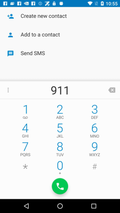 10:55
Create new contact
Add to a contact
Send SMS
911
1 2 3
ABC DEF
4 5 6
GHI JKL MNO
7 8 9
PQRS TUV WXYZ
* 0 #
+